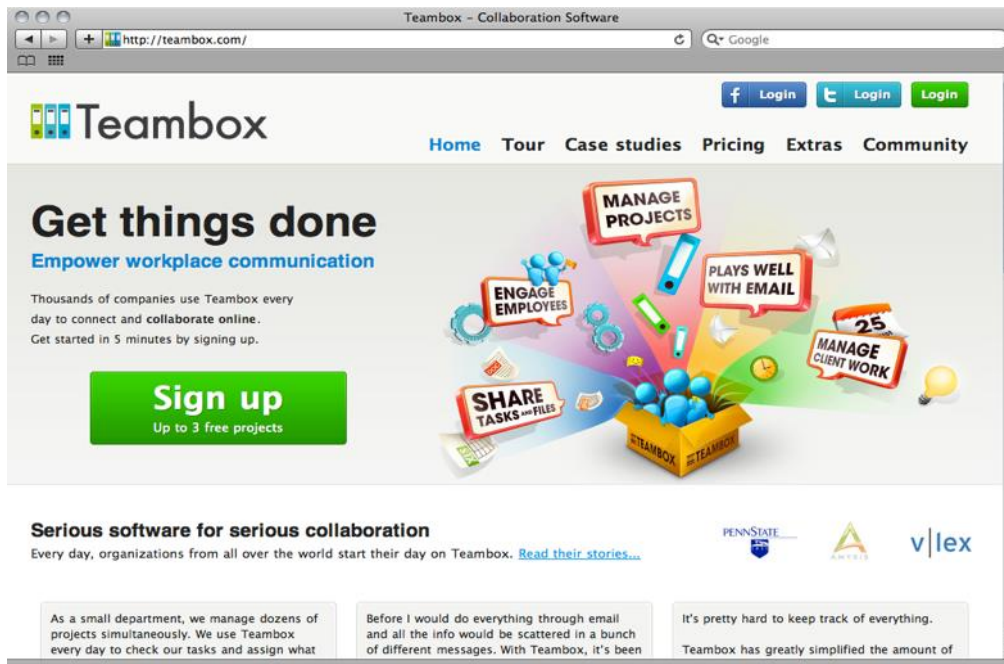 Teambox – Collaboration Software
http://teambox.com/
Google
f Login
t Login
Login
Teambox
Home Tour Case studies Pricing Extras Community
Get things done
Empower workplace communication
Thousands of companies use Teambox every
day to connect and collaborate online.
Get started in 5 minutes by signing up.
Sign up
Up to 3 free projects
MANAGE
PROJECTS
PLAYS WELL
WITH EMAIL
ENGAGE
EMPLOYEES
25
MANAGE
CLIENT WORK
SHARE
TASKS AND FILES
TEAMBOX
TEAMBOX
Serious software for serious collaboration
Every day, organizations from all over the world start their day on Teambox. Read their stories...
PENNSTATE
AMYRIS
v|lex
As a small department, we manage dozens of
projects simultaneously. We use Teambox
every day to check our tasks and assign what
Before I would do everything through email
and all the info would be scattered in a bunch
of different messages. With Teambox, it's been
It's pretty hard to keep track of everything.
Teambox has greatly simplified the amount of